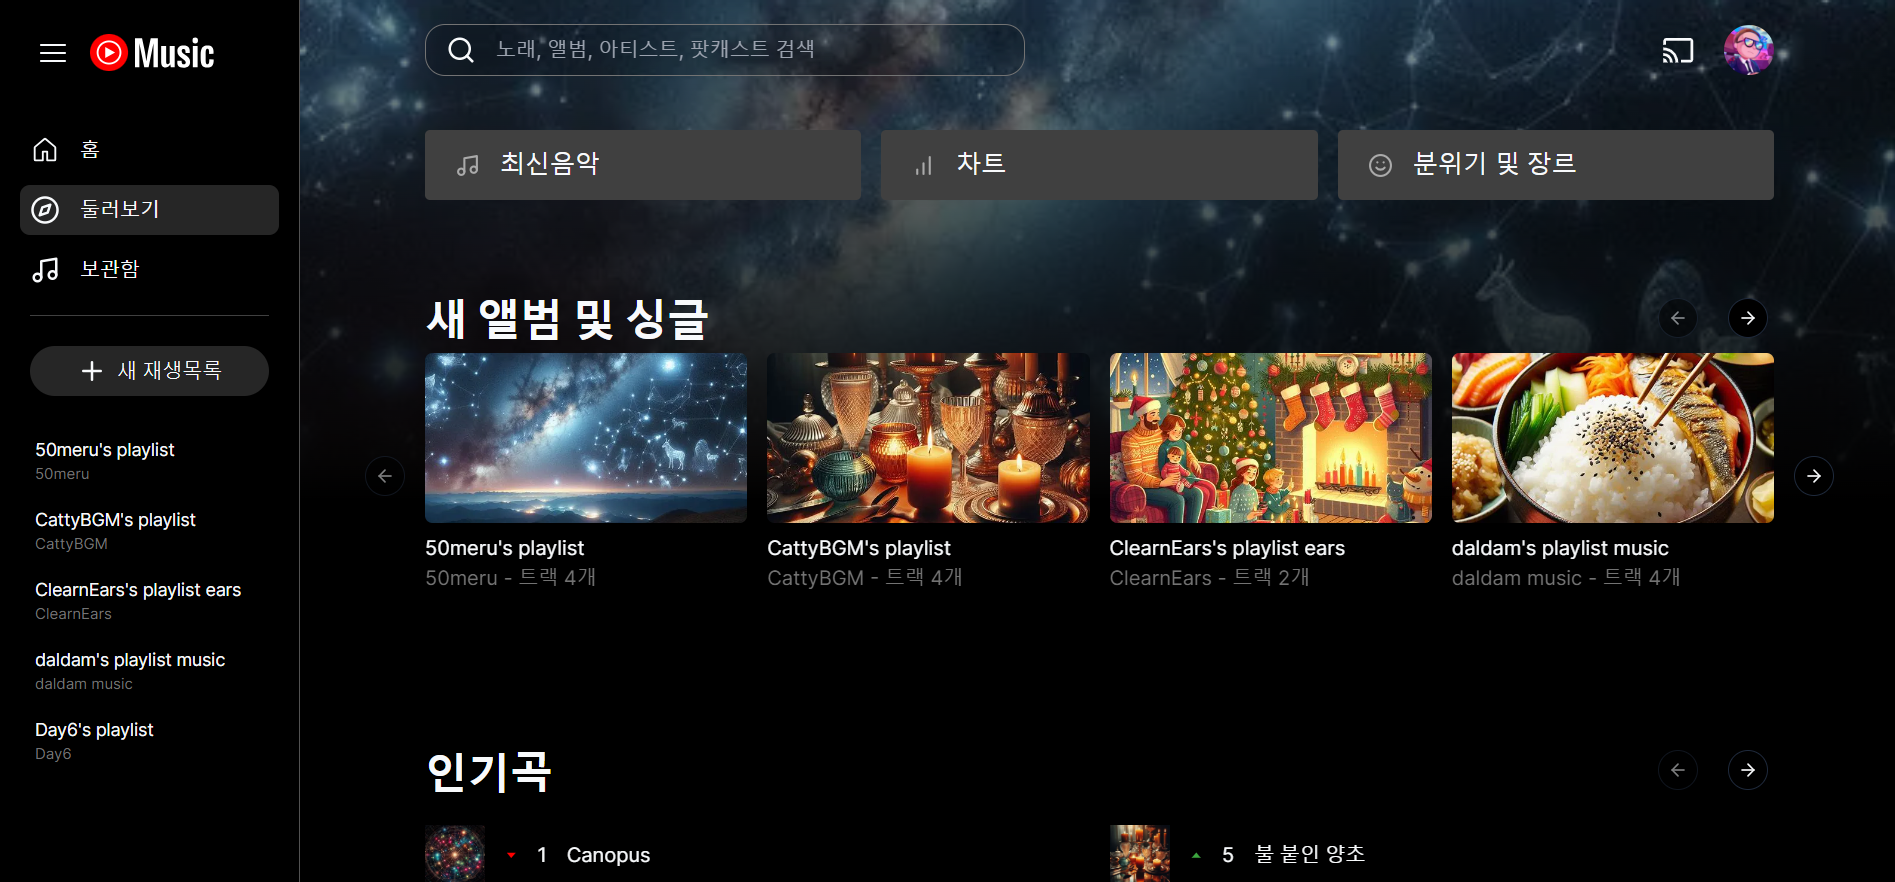 Music
노래, 앨범, 아티스트, 팟캐스트 검색
홈
둘러보기
보관함
새 재생목록
50meru's playlist
50meru
CattyBGM's playlist
CattyBGM
ClearnEars's playlist ears
ClearnEars
daldam's playlist music
daldam music
Day6's playlist
Day6
최신음악
차트
분위기 및 장르
새 앨범 및 싱글
50meru's playlist
50meru - 트랙 4개
CattyBGM's playlist
CattyBGM - 트랙 4개
ClearnEars's playlist ears
ClearnEars - 트랙 2개
daldam's playlist music
daldam music - 트랙 4개
인기곡
1 Canopus
5 불 붙인 양초